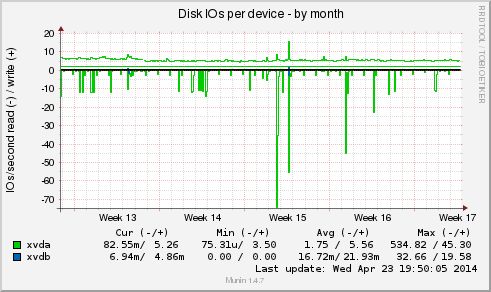 Disk IOs per device - by month
RRDTOOL / TOBI OETIKER
IOs/second read (-) / write (+)
20
10
0
-10
-20
-30
-40
-50
-60
-70
Week 13 Week 14 Week 15 Week 16 Week 17
Cur (-/+) Min (-/+) Avg (-/+) Max (-/+)
xvda 82.55m/ 5.26 75.31u/ 3.50 1.75 / 5.56 534.82 / 45.30
xvdb 6.94m/ 4.86m 0.00 / 0.00 16.72m/ 21.93m 32.66 / 19.58
Last update: Wed Apr 23 19:50:05 2014
Munin 1.4.7